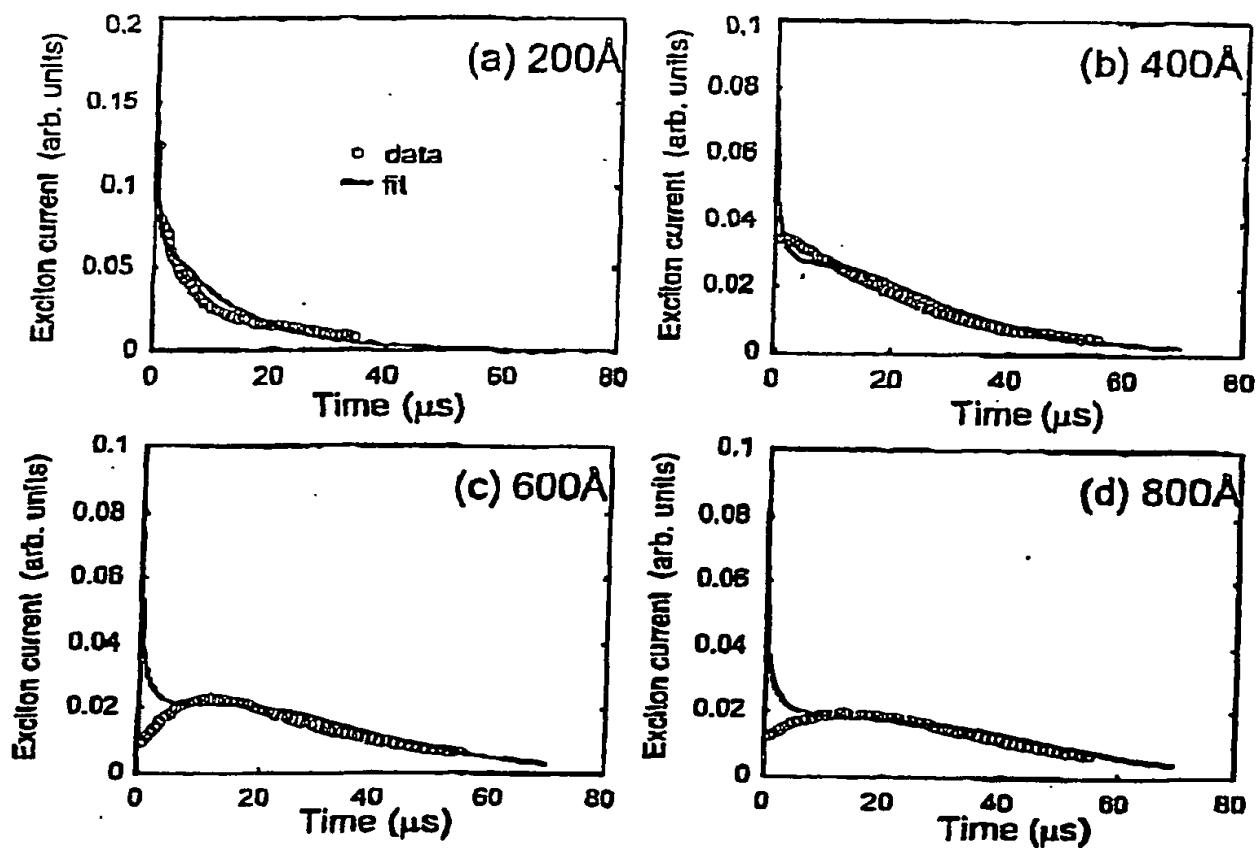 (a) 200Å
Exciton current (arb. units)
0.2
0.15
0.1
0.05
0
data
fit
0 20 40 60 80
Time (μs)
(b) 400Å
Exciton current (arb. units)
0.1
0.08
0.06
0.04
0.02
0
0 20 40 60 80
Time (μs)
(c) 600Å
Exciton current (arb. units)
0.1
0.08
0.06
0.04
0.02
0
0 20 40 60 80
Time (μs)
(d) 800Å
Exciton current (arb. units)
0.1
0.08
0.06
0.04
0.02
0
0 20 40 60 80
Time (μs)